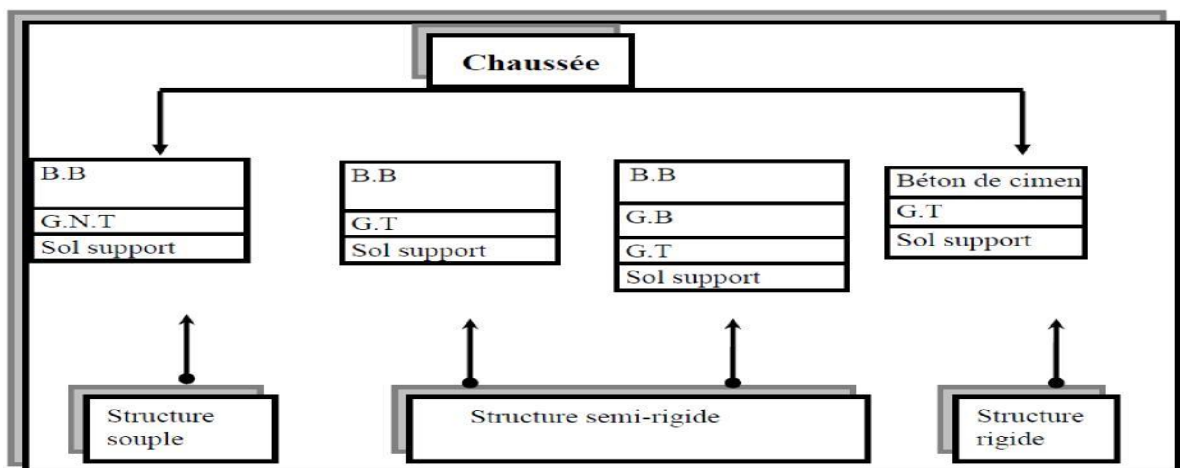 Chaussée
B.B
G.N.T
Sol support
B.B
G.T
Sol support
B.B
G.B
G.T
Sol support
Béton de cimen
G.T
Sol support
Structure
souple
Structure semi-rigide
Structure
rigide